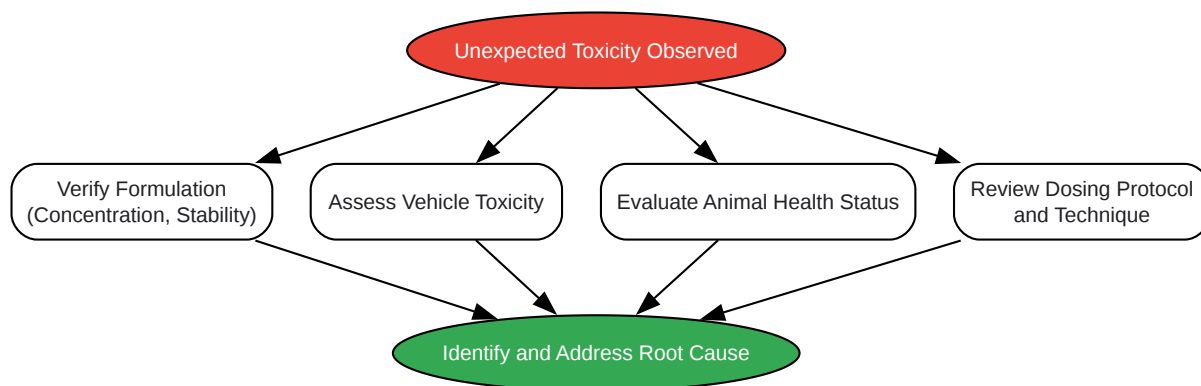 Unexpected Toxicity Observed
Verify Formulation
(Concentration, Stability)
Assess Vehicle Toxicity
Evaluate Animal Health Status
Review Dosing Protocol
and Technique
Identify and Address Root Cause